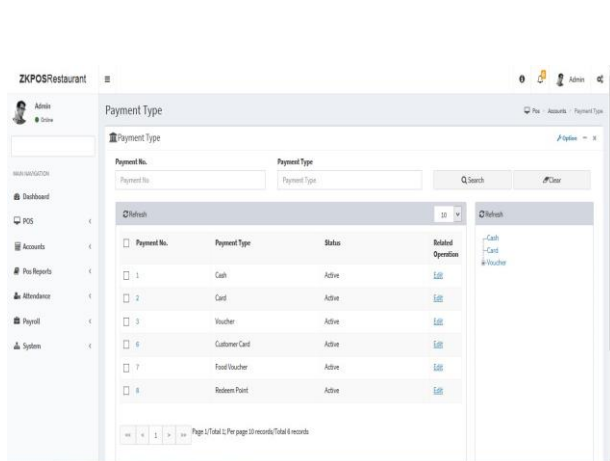 ZKPOSRestaurant
Admin
Admin
Online
Payment Type
Pos / Accounts / Payment Type
Payment Type
Option
Payment No.
Payment Type
Payment No
Payment Type
Search
Clear
MAIN NAVIGATION
Dashboard
POS
Accounts
Pos Reports
Attendance
Payroll
System
Refresh
10
Refresh
Payment No. Payment Type Status Related Operation
1 Cash Active Edit
2 Card Active Edit
3 Voucher Active Edit
6 Customer Card Active Edit
7 Food Voucher Active Edit
8 Redeem Point Active Edit
Cash
Card
Voucher
<< < 1 > >> Page 1/Total 1; Per page 10 records/Total 6 records